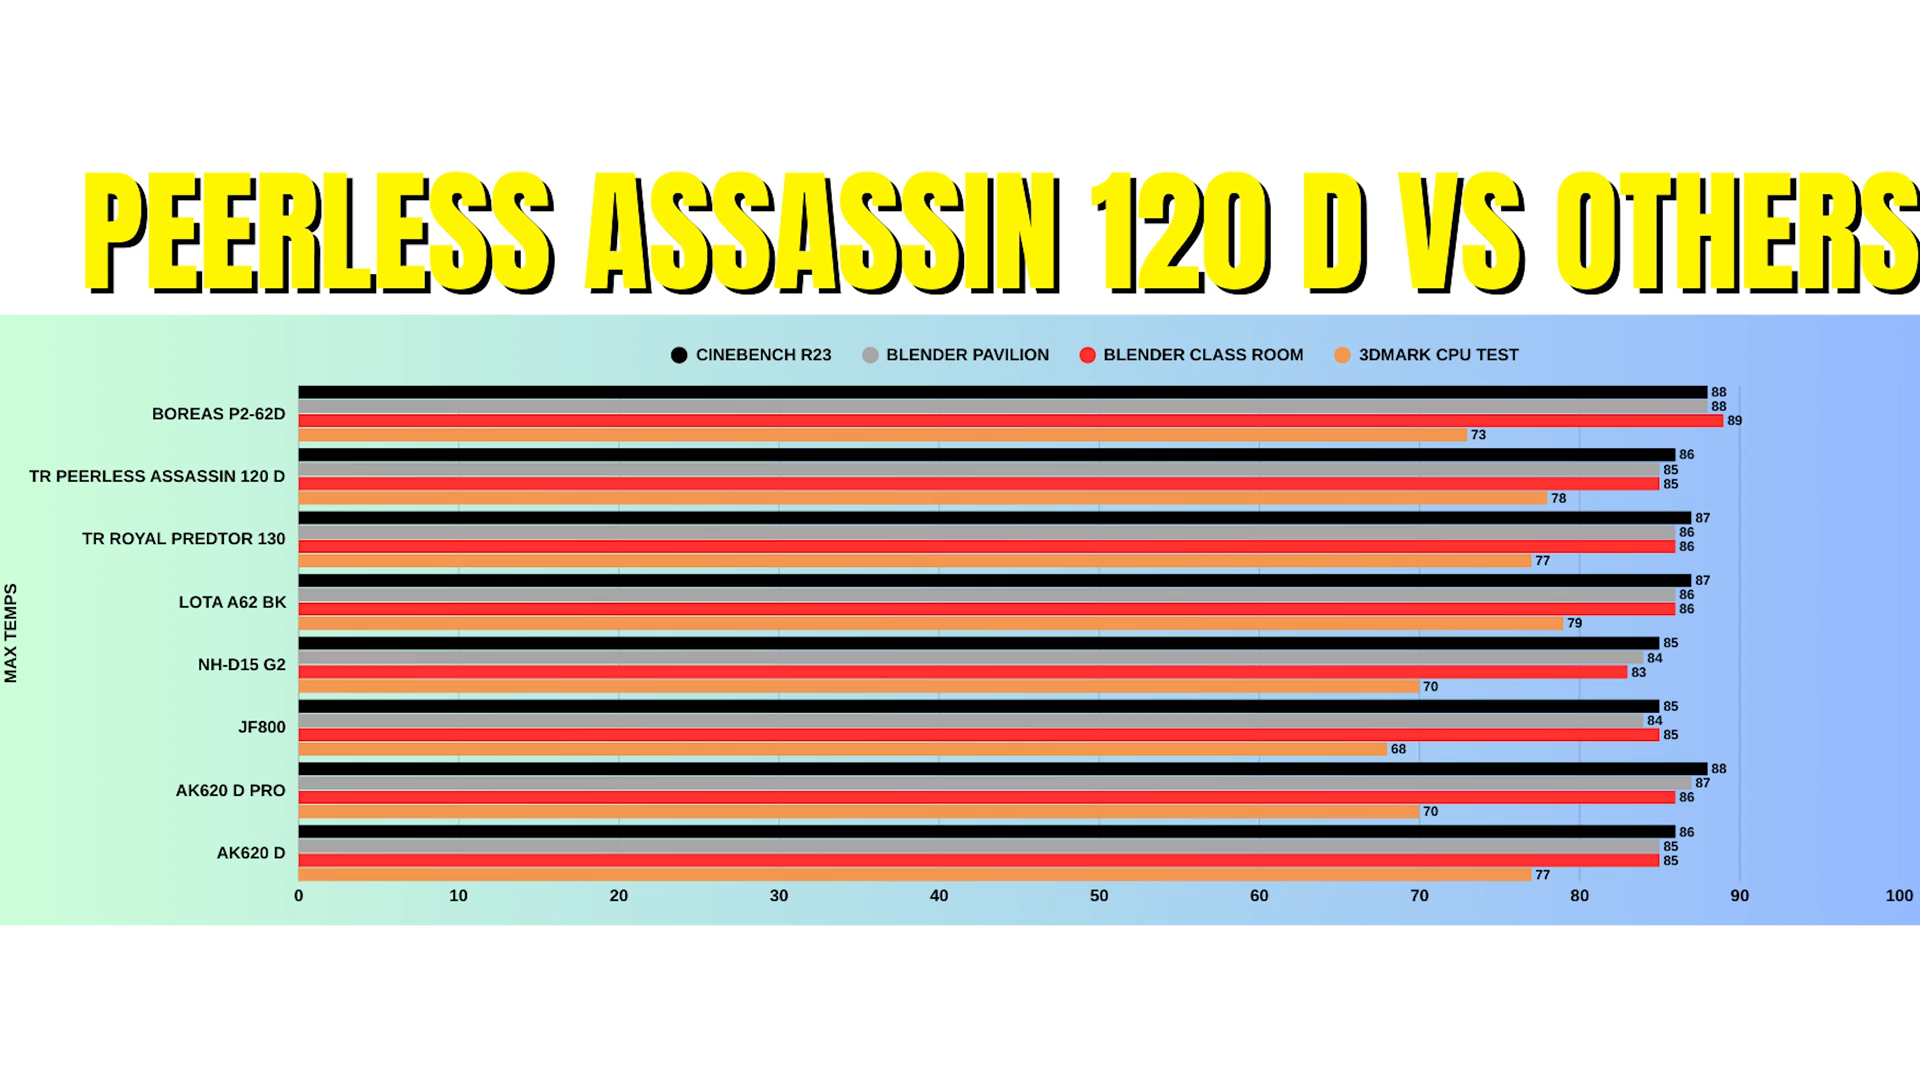 PEERLESS ASSASSIN 120 D VS OTHERS
CINEBENCH R23 BLENDER PAVILION BLENDER CLASS ROOM 3DMARK CPU TEST
MAX TEMPS
BOREAS P2-62D
88
88
89
73
TR PEERLESS ASSASSIN 120 D
86
85
85
78
TR ROYAL PREDTOR 130
87
86
86
77
LOTA A62 BK
87
86
86
79
NH-D15 G2
85
84
83
70
JF800
85
84
85
68
AK620 D PRO
88
87
86
70
AK620 D
86
85
85
77
0 10 20 30 40 50 60 70 80 90 100